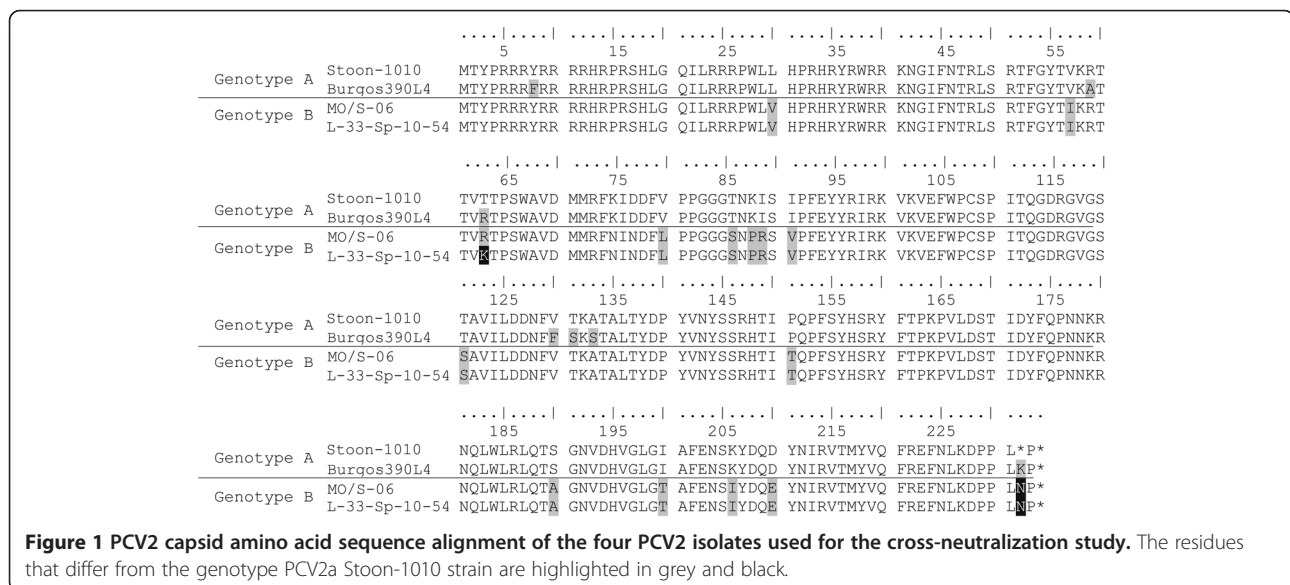 ....|....| ....|....| ....|....| ....|....| ....|....| ....|....|
5 15 25 35 45 55
Genotype A Stoon-1010 MTYPRRRYRR RRHRPRSHLG QILRRRPWLL HPRHRYRWRR KNGIFNTRLS RTFGYTVKRT
Burgos390L4 MTYPRRRFRR RRHRPRSHLG QILRRRPWLL HPRHRYRWRR KNGIFNTRLS RTFGYTVKAT
Genotype B MO/S-06 MTYPRRRYRR RRHRPRSHLG QILRRRPWLV HPRHRYRWRR KNGIFNTRLS RTFGYTIKRT
L-33-Sp-10-54 MTYPRRRYRR RRHRPRSHLG QILRRRPWLV HPRHRYRWRR KNGIFNTRLS RTFGYTIKRT
....|....| ....|....| ....|....| ....|....| ....|....| ....|....|
65 75 85 95 105 115
Genotype A Stoon-1010 TVTTPSWAVD MMRFKIDDFV PPGGGTNKIS IPFEYYRIRK VKVEFWPCSP ITQGDRGVGS
Burgos390L4 TVRTPSWAVD MMRFKIDDFV PPGGGTNKIS IPFEYYRIRK VKVEFWPCSP ITQGDRGVGS
Genotype B MO/S-06 TVRTPSWAVD MMRFNINDFL PPGGGSNPRS VPFEYYRIRK VKVEFWPCSP ITQGDRGVGS
L-33-Sp-10-54 TVKTPSWAVD MMRFNINDFL PPGGGSNPRS VPFEYYRIRK VKVEFWPCSP ITQGDRGVGS
....|....| ....|....| ....|....| ....|....| ....|....| ....|....|
125 135 145 155 165 175
Genotype A Stoon-1010 TAVILDDNFV TKATALTYDP YVNYSSRHTI PQPFSYHSRY FTPKPVLDST IDYFQPNNKR
Burgos390L4 TAVILDDNFF SKSTALTYDP YVNYSSRHTI PQPFSYHSRY FTPKPVLDST IDYFQPNNKR
Genotype B MO/S-06 SAVILDDNFV TKATALTYDP YVNYSSRHTI TQPFSYHSRY FTPKPVLDST IDYFQPNNKR
L-33-Sp-10-54 SAVILDDNFV TKATALTYDP YVNYSSRHTI TQPFSYHSRY FTPKPVLDST IDYFQPNNKR
....|....| ....|....| ....|....| ....|....| ....|....| ....
185 195 205 215 225
Genotype A Stoon-1010 NQLWLRLQTS GNVDHVGLGI AFENSKYDQD YNIRVTMYVQ FREFNLKDPP L*P*
Burgos390L4 NQLWLRLQTS GNVDHVGLGI AFENSKYDQD YNIRVTMYVQ FREFNLKDPP LKP*
Genotype B MO/S-06 NQLWLRLQTA GNVDHVGLGT AFENSIYDQE YNIRVTMYVQ FREFNLKDPP LNP*
L-33-Sp-10-54 NQLWLRLQTA GNVDHVGLGT AFENSIYDQE YNIRVTMYVQ FREFNLKDPP LNP*
Figure 1 PCV2 capsid amino acid sequence alignment of the four PCV2 isolates used for the cross-neutralization study. The residues
that differ from the genotype PCV2a Stoon-1010 strain are highlighted in grey and black.